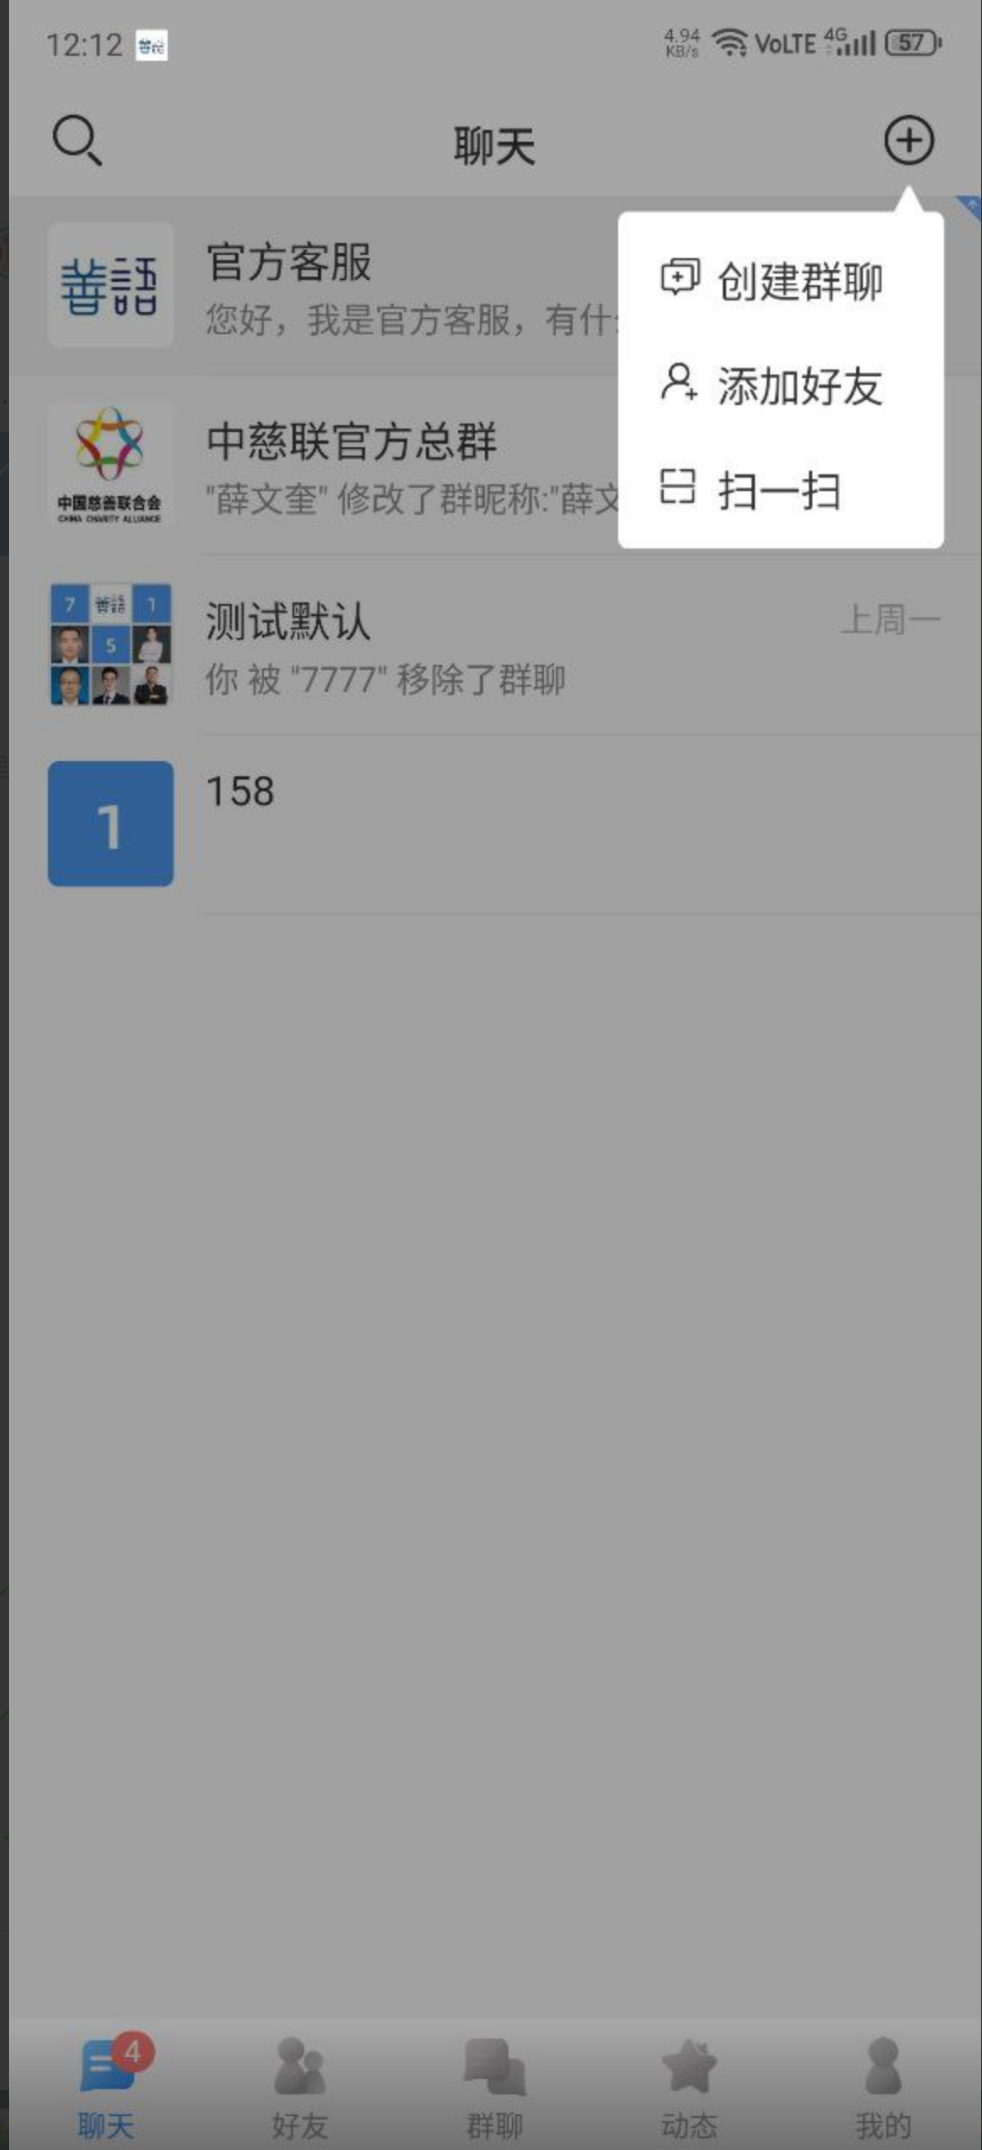 12:12 善語 4.94 KB/s VoLTE 4G 57
聊天
善語
官方客服
您好，我是官方客服，有什
创建群聊
添加好友
扫一扫
中国慈善联合会
CHINA CHARITY ALLIANCE
中慈联官方总群
"薛文奎" 修改了群昵称:"薛文
7 善語 1
5
测试默认
上周一
你 被 "7777" 移除了群聊
1
158
4
聊天 好友 群聊 动态 我的